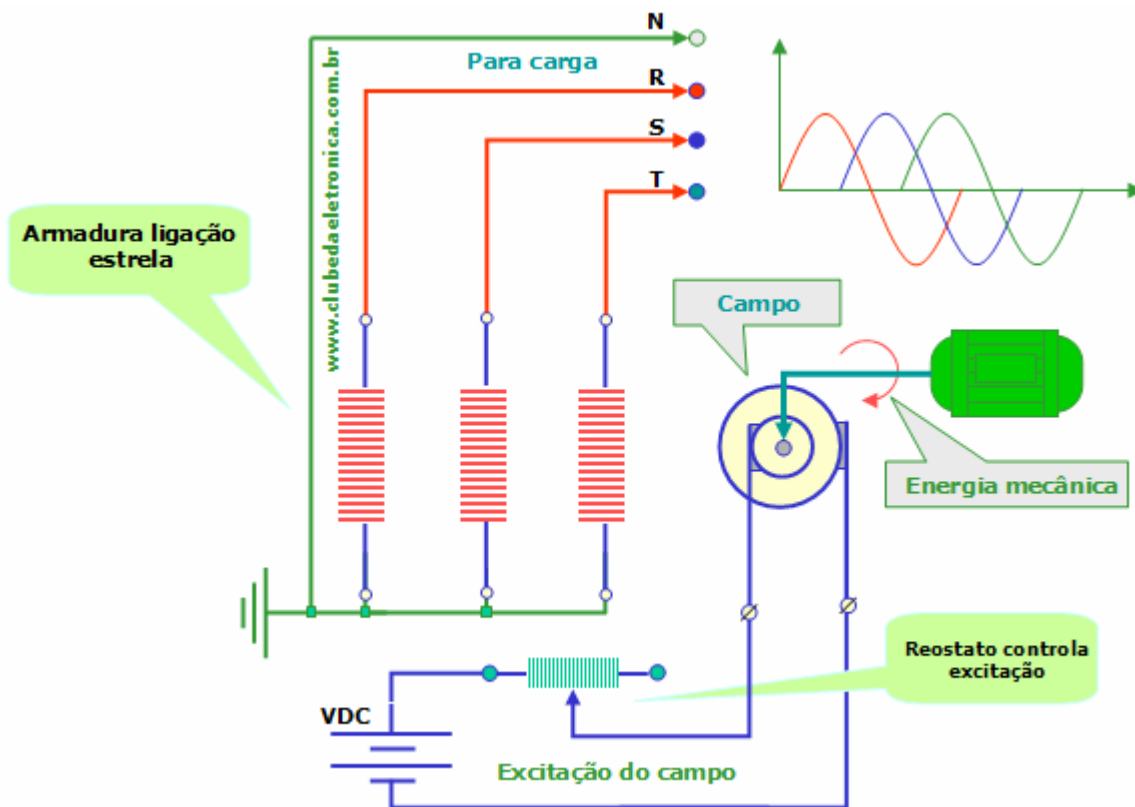 N
www.clubedaeletronica.com.br
Para carga
R
S
T
Armadura ligação
estrela
Campo
Energia mecânica
Reostato controla
excitação
VDC
Excitação do campo